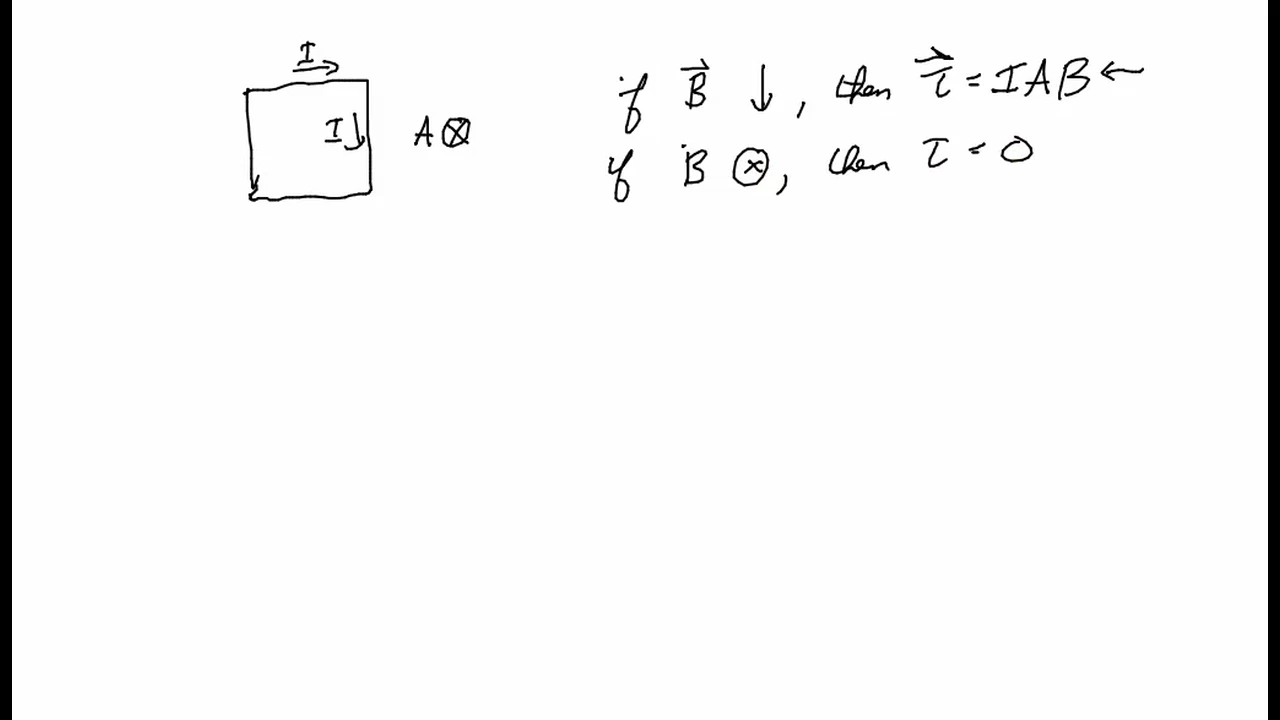 I
I↓ A⊗
if B⃗ ↓, then τ⃗ = IAB ←
if B ⊗, then τ = 0